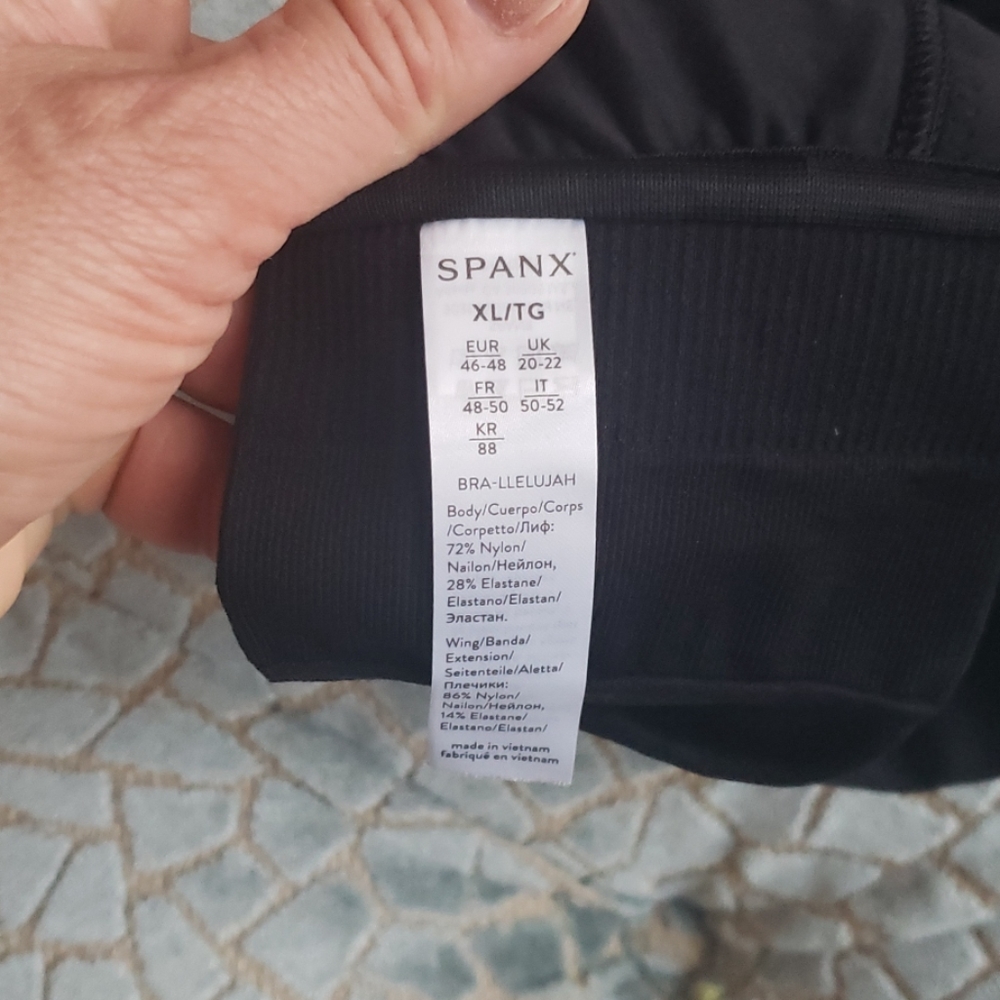 SPANX
XL/TG
EUR UK
46-48 20-22
FR IT
48-50 50-52
KR
88
BRA-LLELUJAH
Body/Cuerpo/Corps
/Corpetto/Лиф:
72% Nylon/
Nailon/Нейлон,
28% Elastane/
Elastano/Elastan/
Эластан.
Wing/Banda/
Extension/
Seitenteile/Aletta/
Плечики:
86% Nylon/
Nailon/Нейлон,
14% Elastane/
Elastano/Elastan/
made in vietnam
fabriqué en vietnam